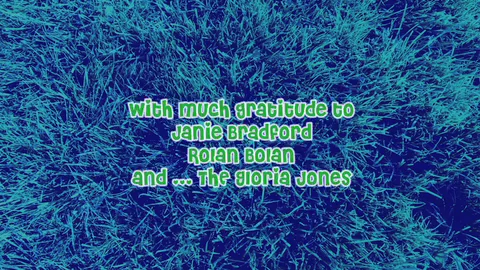 with much gratitude to
Janie Bradford
Rolan Bolan
and ... The Gloria Jones